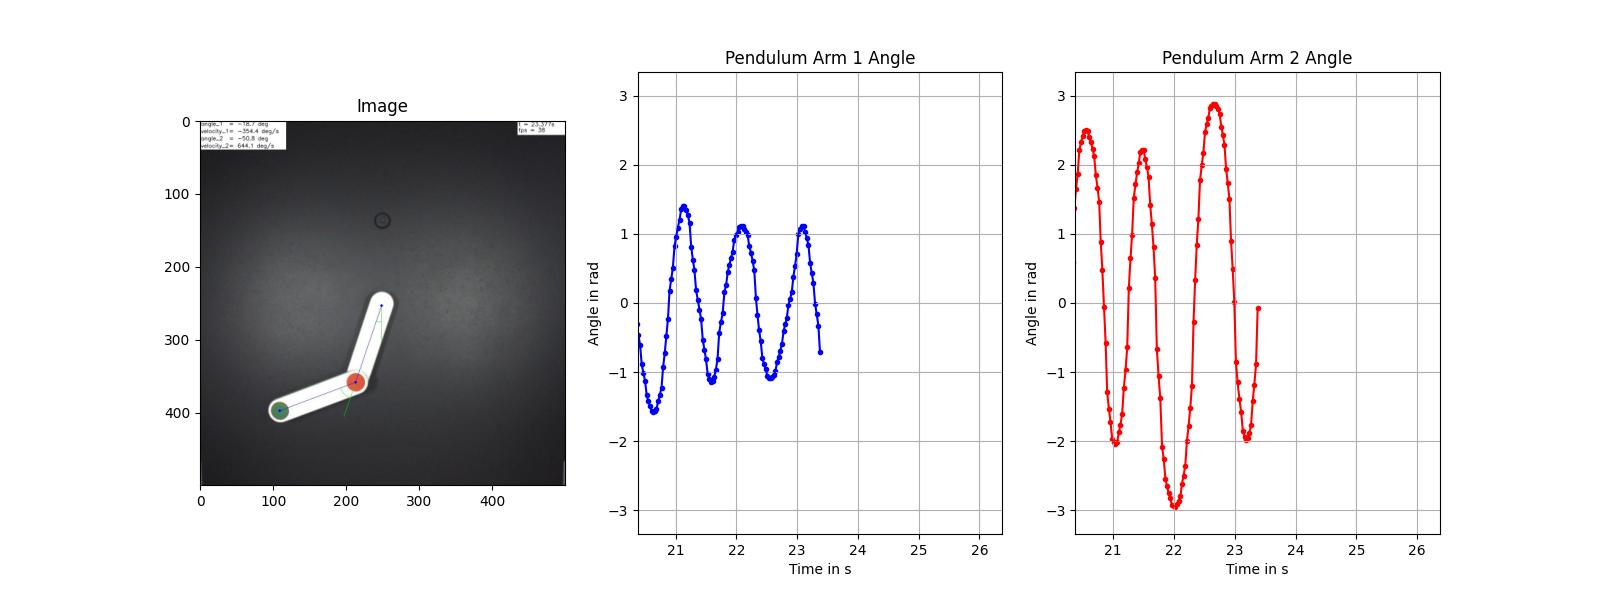 Image
angle_1 = -18.7 deg
velocity_1= -354.4 deg/s
angle_2 = -50.8 deg
velocity_2= 644.1 deg/s
t = 23.377s
fps = 38
0
100
200
300
400
0 100 200 300 400
Pendulum Arm 1 Angle
3
2
1
0
−1
−2
−3
Angle in rad
21 22 23 24 25 26
Time in s
Pendulum Arm 2 Angle
3
2
1
0
−1
−2
−3
Angle in rad
21 22 23 24 25 26
Time in s